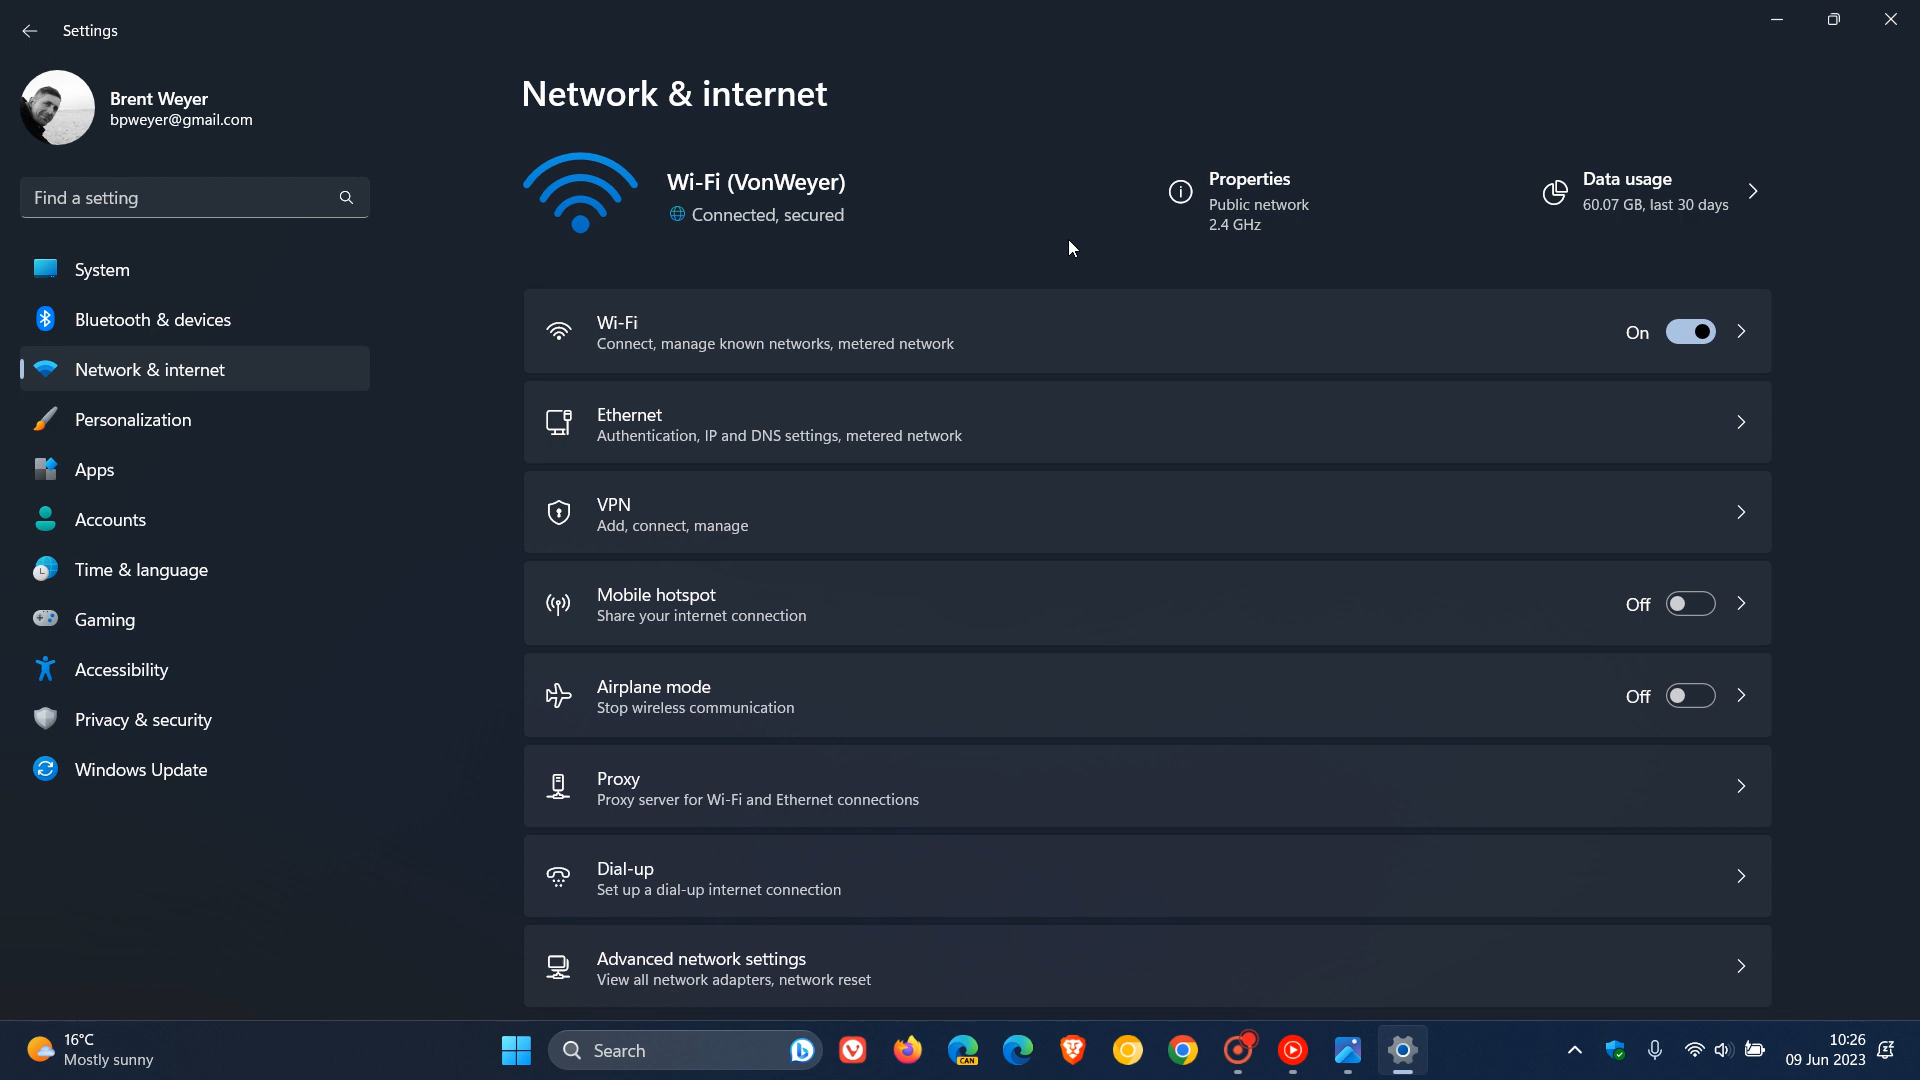 Settings
Brent Weyer
bpweyer@gmail.com
Find a setting
System
Bluetooth & devices
Network & internet
Personalization
Apps
Accounts
Time & language
Gaming
Accessibility
Privacy & security
Windows Update
Network & internet
Wi-Fi (VonWeyer)
Connected, secured
Properties
Public network
2.4 GHz
Data usage
60.07 GB, last 30 days
Wi-Fi
Connect, manage known networks, metered network
On
Ethernet
Authentication, IP and DNS settings, metered network
VPN
Add, connect, manage
Mobile hotspot
Share your internet connection
Off
Airplane mode
Stop wireless communication
Off
Proxy
Proxy server for Wi-Fi and Ethernet connections
Dial-up
Set up a dial-up internet connection
Advanced network settings
View all network adapters, network reset
16°C
Mostly sunny
Search
CAN
10:26
09 Jun 2023